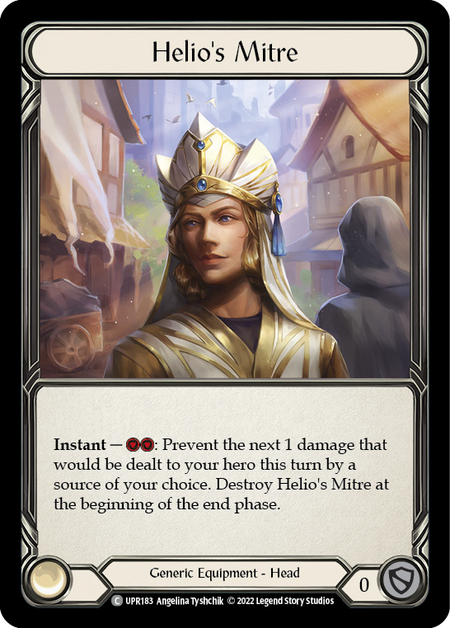 Helio's Mitre
Instant — : Prevent the next 1 damage that
would be dealt to your hero this turn by a
source of your choice. Destroy Helio's Mitre at
the beginning of the end phase.
Generic Equipment - Head
0
C UPR183 Angelina Tyshchik © 2022 Legend Story Studios